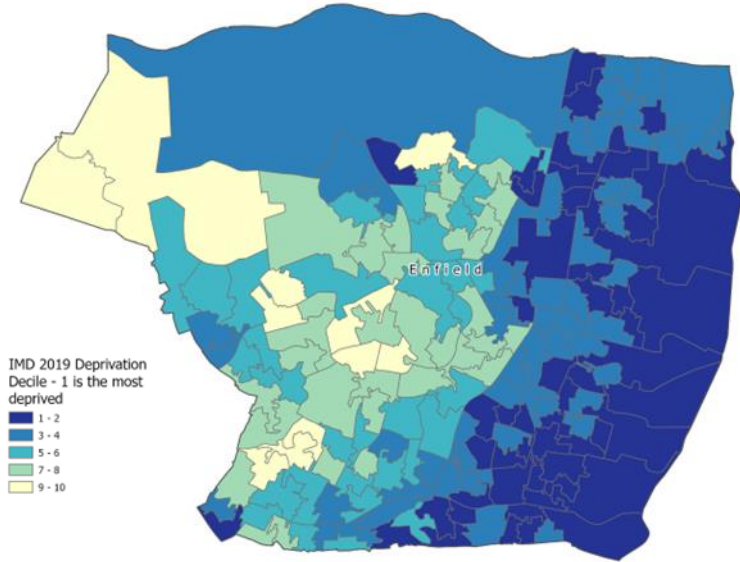 Enfield
IMD 2019 Deprivation
Decile - 1 is the most
deprived
1 - 2
3 - 4
5 - 6
7 - 8
9 - 10